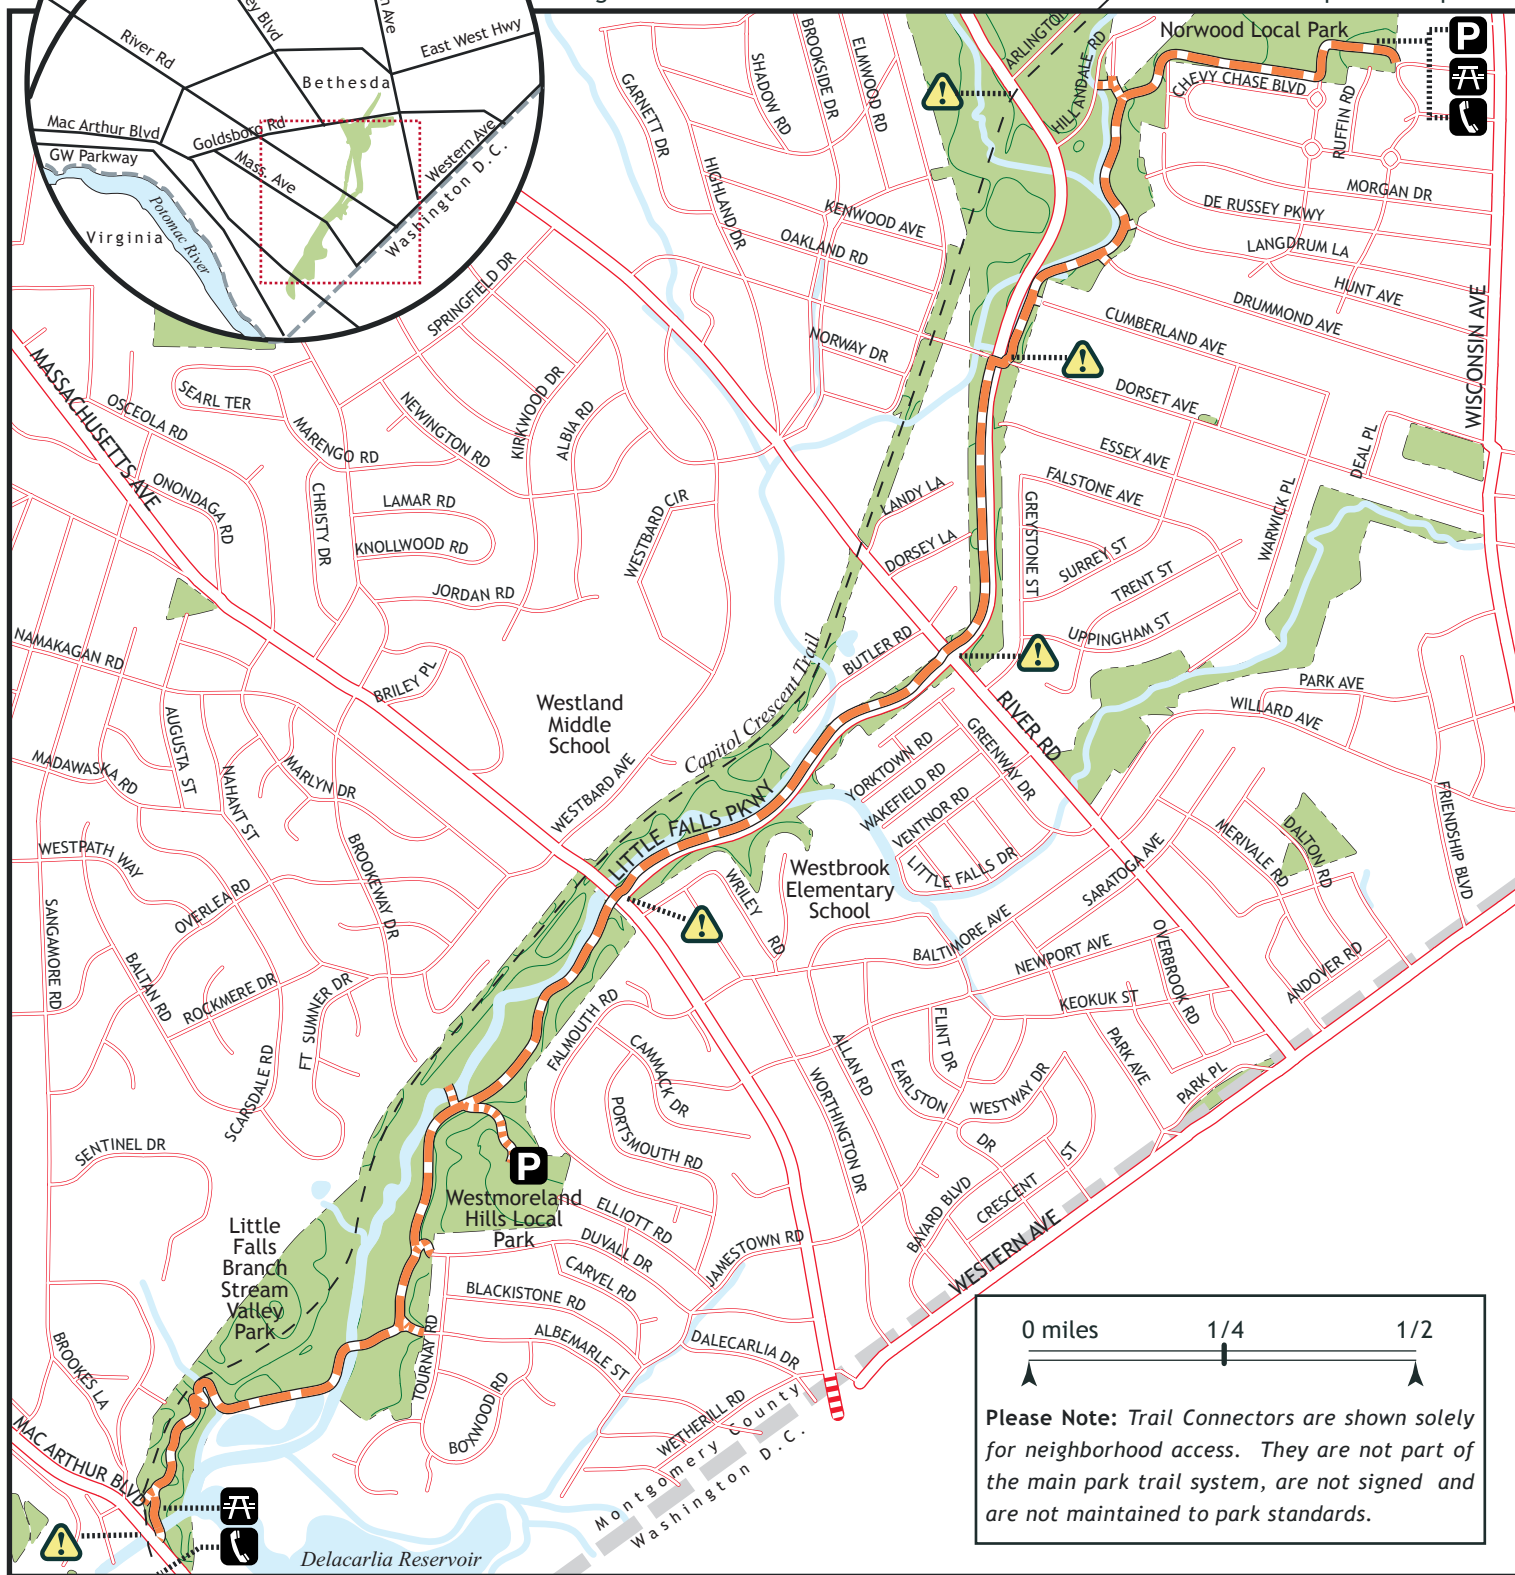 River Rd
East West Hwy
Bethesda
Mac Arthur Blvd
Goldsboro Rd
GW Parkway
Mass. Ave
Western Ave
Washington D.C.
Potomac River
Virginia
Norwood Local Park
P
ARLINGTON
HILLANDALE RD
CHEVY CHASE BLVD
RUFFIN RD
GARNETT DR
SHADOW RD
BROOKSIDE DR
ELMWOOD RD
HIGHLAND DR
KENWOOD AVE
OAKLAND RD
NORWAY DR
MORGAN DR
DE RUSSEY PKWY
LANGDRUM LA
HUNT AVE
DRUMMOND AVE
CUMBERLAND AVE
WISCONSIN AVE
DORSET AVE
ESSEX AVE
FALSTONE AVE
DEAL PL
WARWICK PL
GREYSTONE ST
SURREY ST
TRENT ST
UPPINGHAM ST
SPRINGFIELD DR
MASSACHUSETTS AVE
OSCEOLA RD
SEARL TER
MARENGO RD
NEWINGTON RD
KIRKWOOD DR
ALBIA RD
ONONDAGA RD
CHRISTY DR
LAMAR RD
KNOLLWOOD RD
JORDAN RD
WESTBARD CIR
LANDY LA
DORSEY LA
BUTLER RD
Capitol Crescent Trail
NAMAKAGAN RD
BRILEY PL
Westland
Middle
School
RIVER RD
PARK AVE
WILLARD AVE
MADAWASKA RD
AUGUSTA ST
NAHANT ST
MARLYN DR
WESTBARD AVE
LITTLE FALLS PKWY
YORKTOWN RD
WAKEFIELD RD
VENTNOR RD
GREENWAY DR
LITTLE FALLS DR
FRIENDSHIP BLVD
MERIVALE RD
DALTON RD
SARATOGA AVE
WESTPATH WAY
BROOKEWAY DR
OVERLEA RD
Westbrook
Elementary
School
WRILEY
RD
SANGAMORE RD
BALTAN RD
ROCKMERE DR
FT SUMNER DR
SCARSDALE RD
BALTIMORE AVE
NEWPORT AVE
OVERBROOK RD
ANDOVER RD
KEOKUK ST
FLINT DR
PARK AVE
PARK PL
FALMOUTH RD
CAMMACK DR
PORTSMOUTH RD
ALLAN RD
EARLSTON
DR
WORTHINGTON DR
WESTWAY DR
CRESCENT
ST
BAYARD BLVD
WESTERN AVE
SENTINEL DR
P
Westmoreland
Hills Local
Park
Little
Falls
Branch
Stream
Valley
Park
ELLIOTT RD
DUVALL DR
JAMESTOWN RD
CARVEL RD
BLACKISTONE RD
ALBEMARLE ST
DALECARLIA DR
TOURNAY RD
BOXWOOD RD
WETHERILL RD
BROOKES LA
MAC ARTHUR BLVD
Montgomery County
Washington D.C.
Delacarlia Reservoir
0 miles 1/4 1/2
Please Note: Trail Connectors are shown solely
for neighborhood access. They are not part of
the main park trail system, are not signed and
are not maintained to park standards.